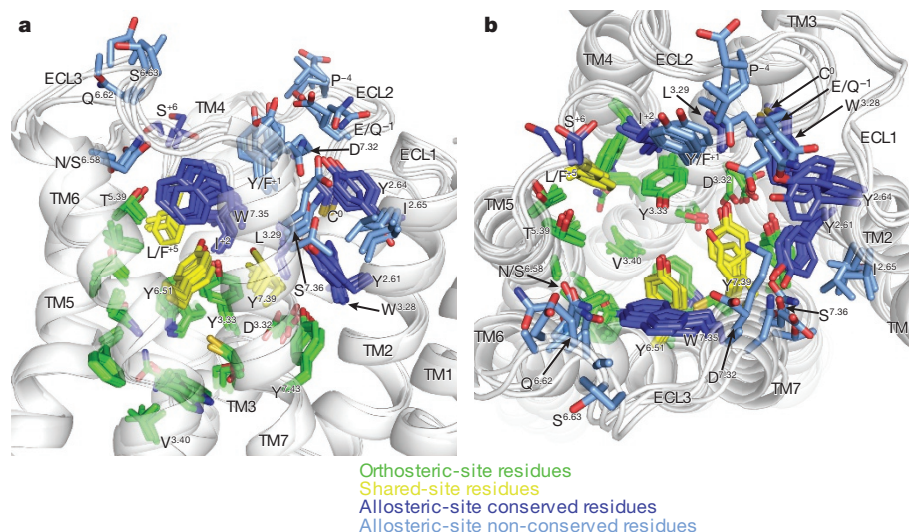 a
ECL3
S6.63
Q6.62
S+6
TM4
P−4
ECL2
E/Q−1
D7.32
ECL1
N/S6.58
Y/F+1
TM6
T5.39
Y2.64
W7.35
C0
I2.65
L/F+5
I+2
L3.29
TM5
Y6.51
Y7.39
S7.36
Y2.61
W3.28
Y3.33
D3.32
TM2
TM3
TM1
V3.40
TM7
b
TM3
TM4
ECL2
P−4
C0
L3.29
E/Q−1
W3.28
S+6
I+2
Y/F+1
ECL1
D3.32
TM5
Y3.33
Y2.64
T5.39
Y2.61
TM2
V3.40
I2.65
N/S6.58
Y7.39
S7.36
TM6
Y6.51
W7.35
Q6.62
D7.32
ECL3
TM7
S6.63
Orthosteric-site residues
Shared-site residues
Allosteric-site conserved residues
Allosteric-site non-conserved residues